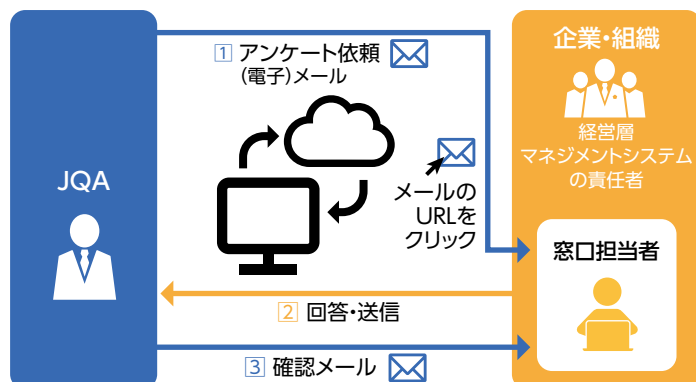 JQA
1 アンケート依頼
(電子)メール
メールの
URLを
クリック
2 回答・送信
3 確認メール
企業・組織
経営層
マネジメントシステム
の責任者
窓口担当者